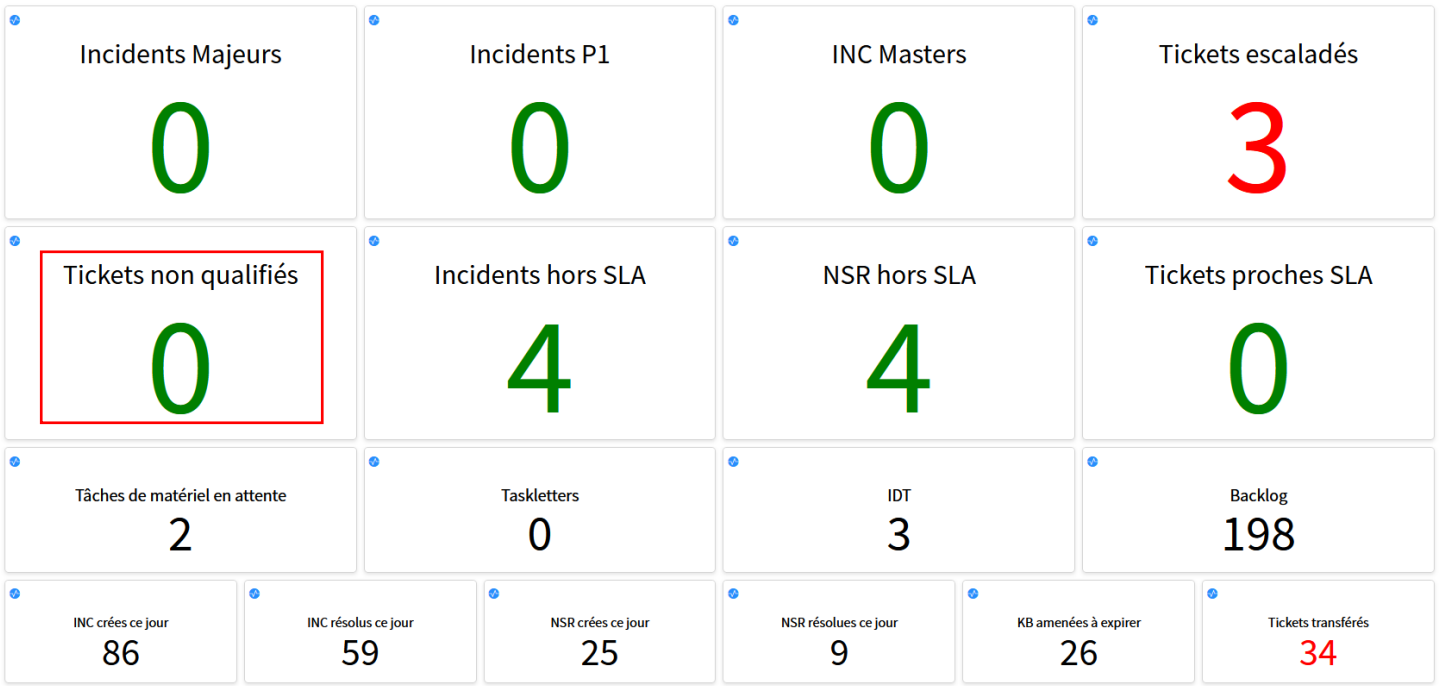 Incidents Majeurs
0
Incidents P1
0
INC Masters
0
Tickets escaladés
3
Tickets non qualifiés
0
Incidents hors SLA
4
NSR hors SLA
4
Tickets proches SLA
0
Tâches de matériel en attente
2
Taskletters
0
IDT
3
Backlog
198
INC crées ce jour
86
INC résolus ce jour
59
NSR crées ce jour
25
NSR résolues ce jour
9
KB amenées à expirer
26
Tickets transférés
34